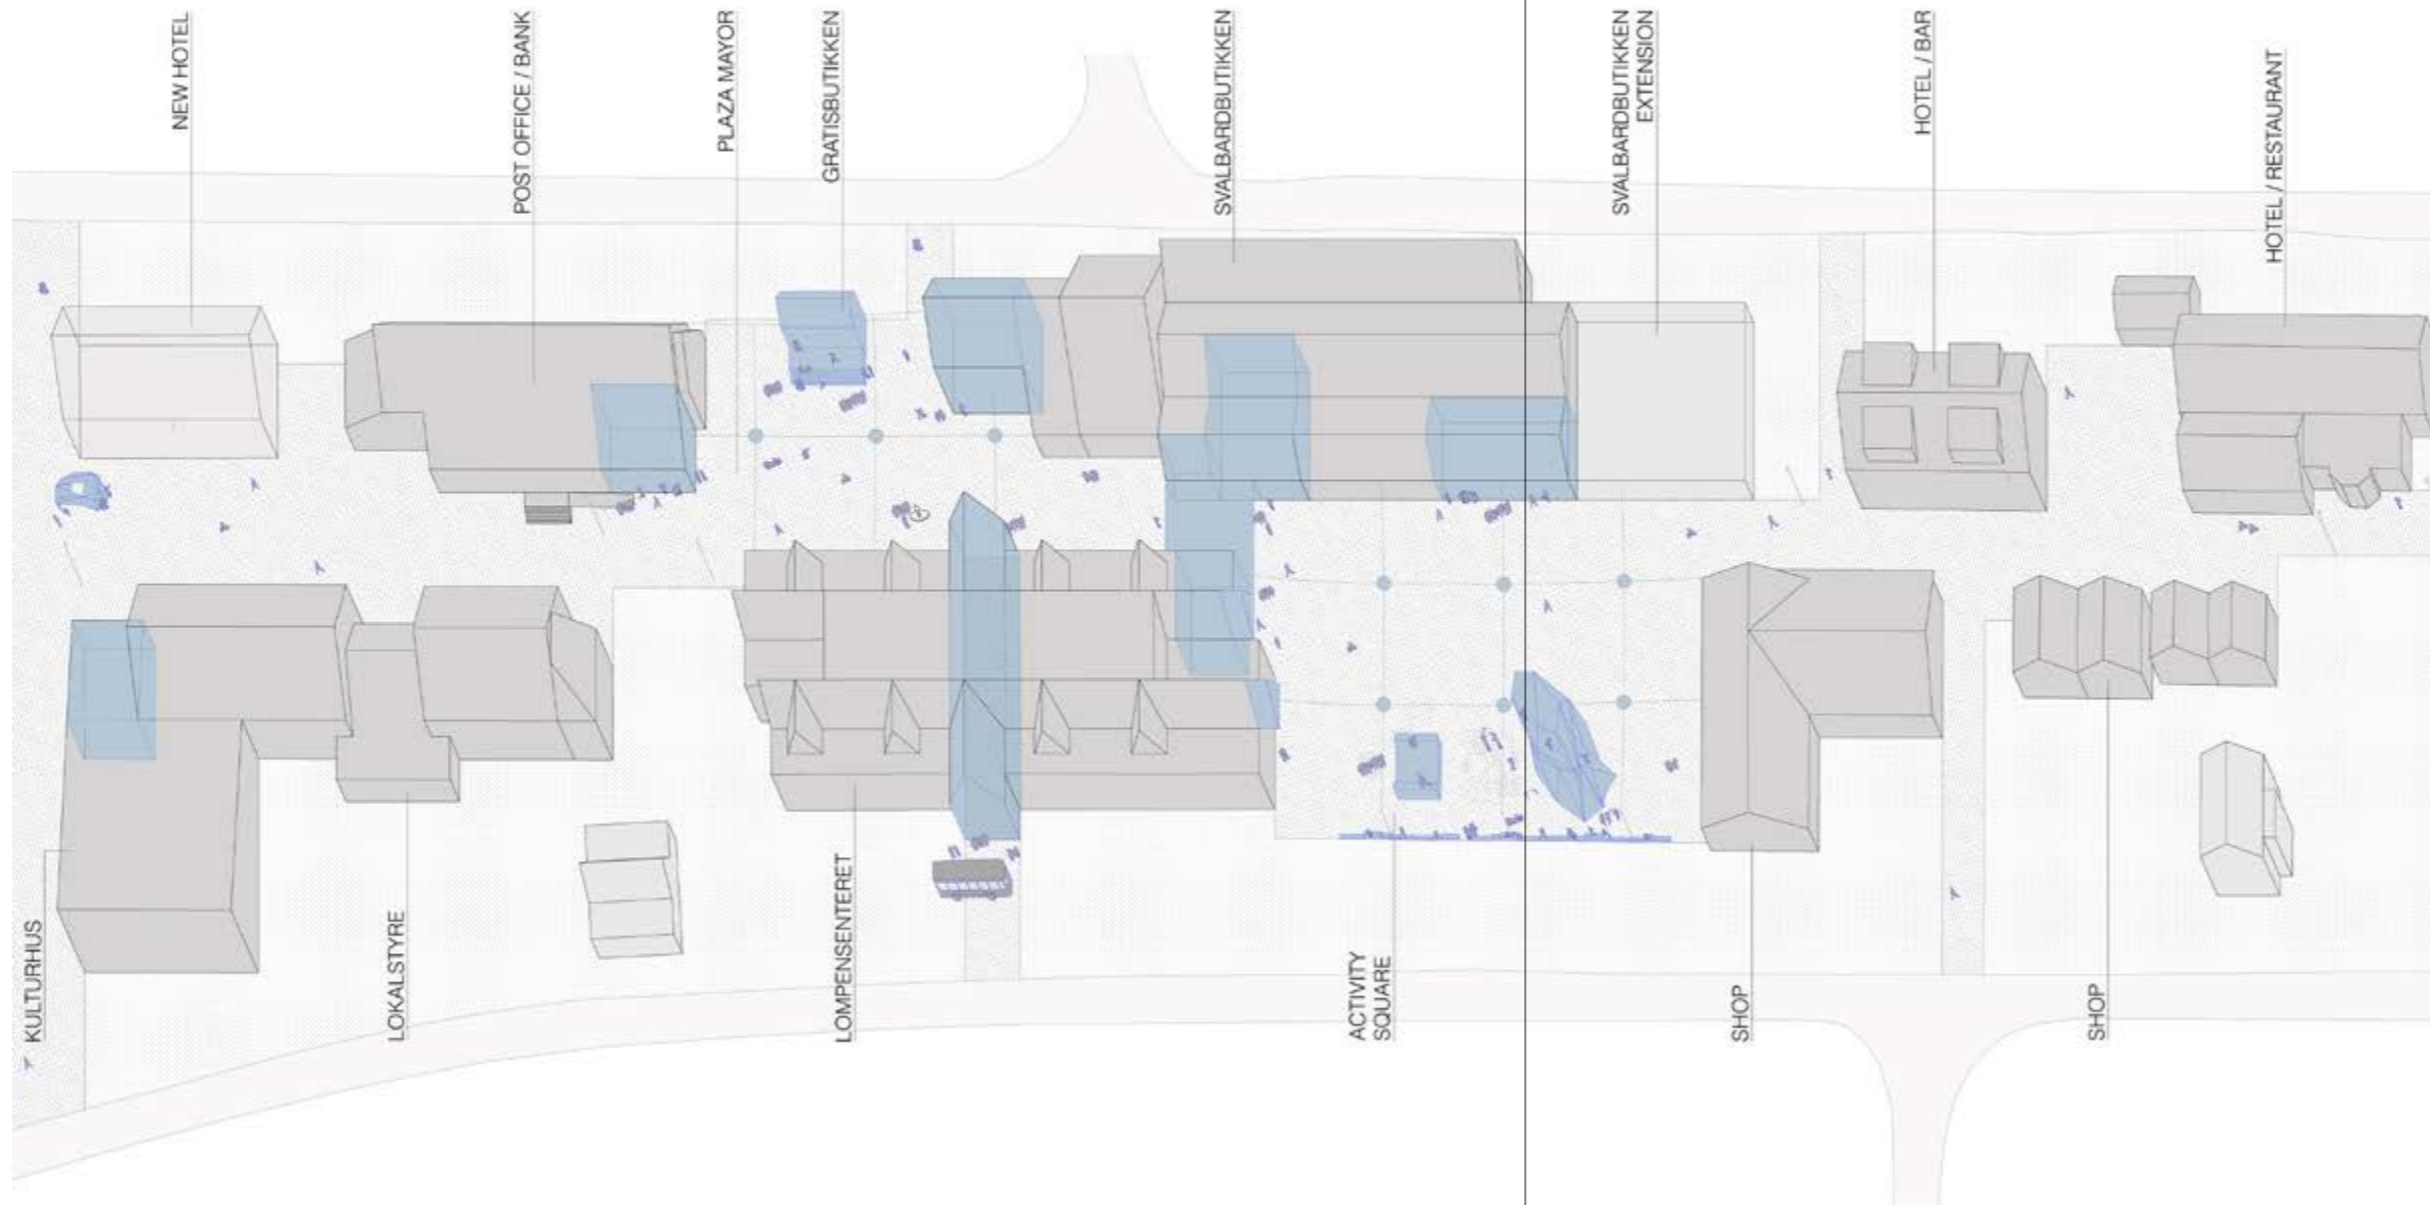 NEW HOTEL
POST OFFICE / BANK
PLAZA MAYOR
GRATISBUTIKKEN
SVALBARDBUTIKKEN
SVALBARDBUTIKKEN
EXTENSION
HOTEL / BAR
HOTEL / RESTAURANT
KULTURHUS
LOKALSTYRE
LOMPENSENTERET
ACTIVITY
SQUARE
SHOP
SHOP